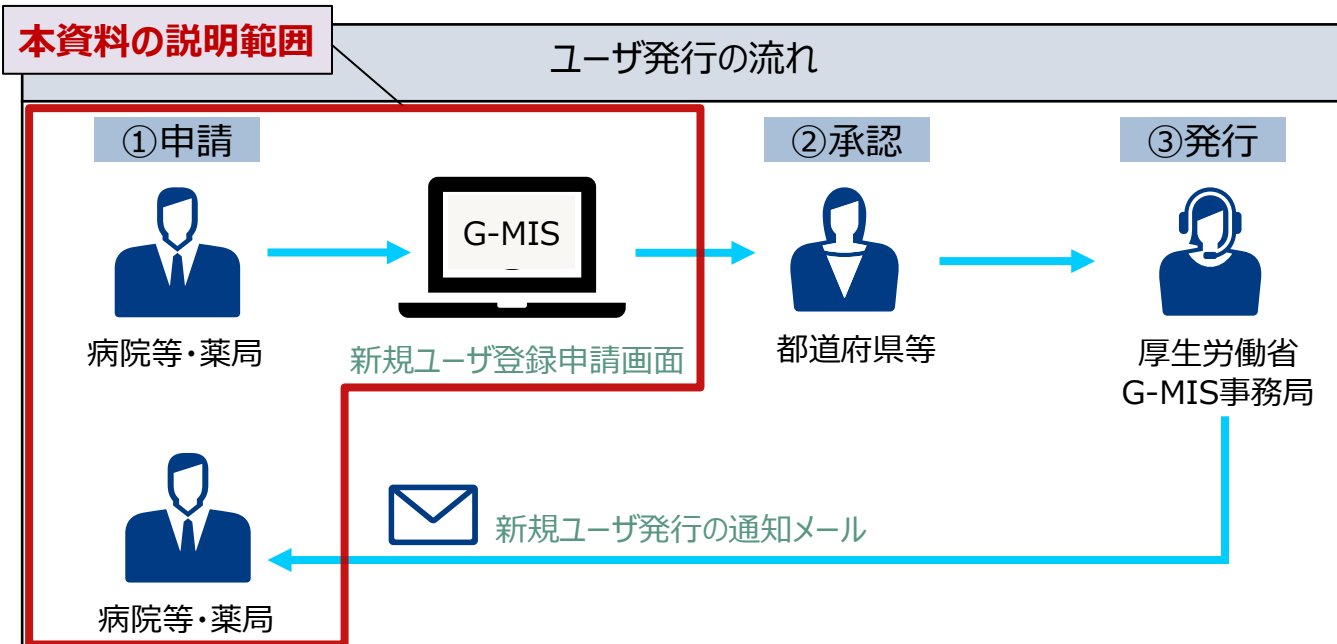 本資料の説明範囲
ユーザ発行の流れ
①申請
②承認
③発行
G-MIS
病院等・薬局
新規ユーザ登録申請画面
都道府県等
厚生労働省
G-MIS事務局
新規ユーザ発行の通知メール
病院等・薬局